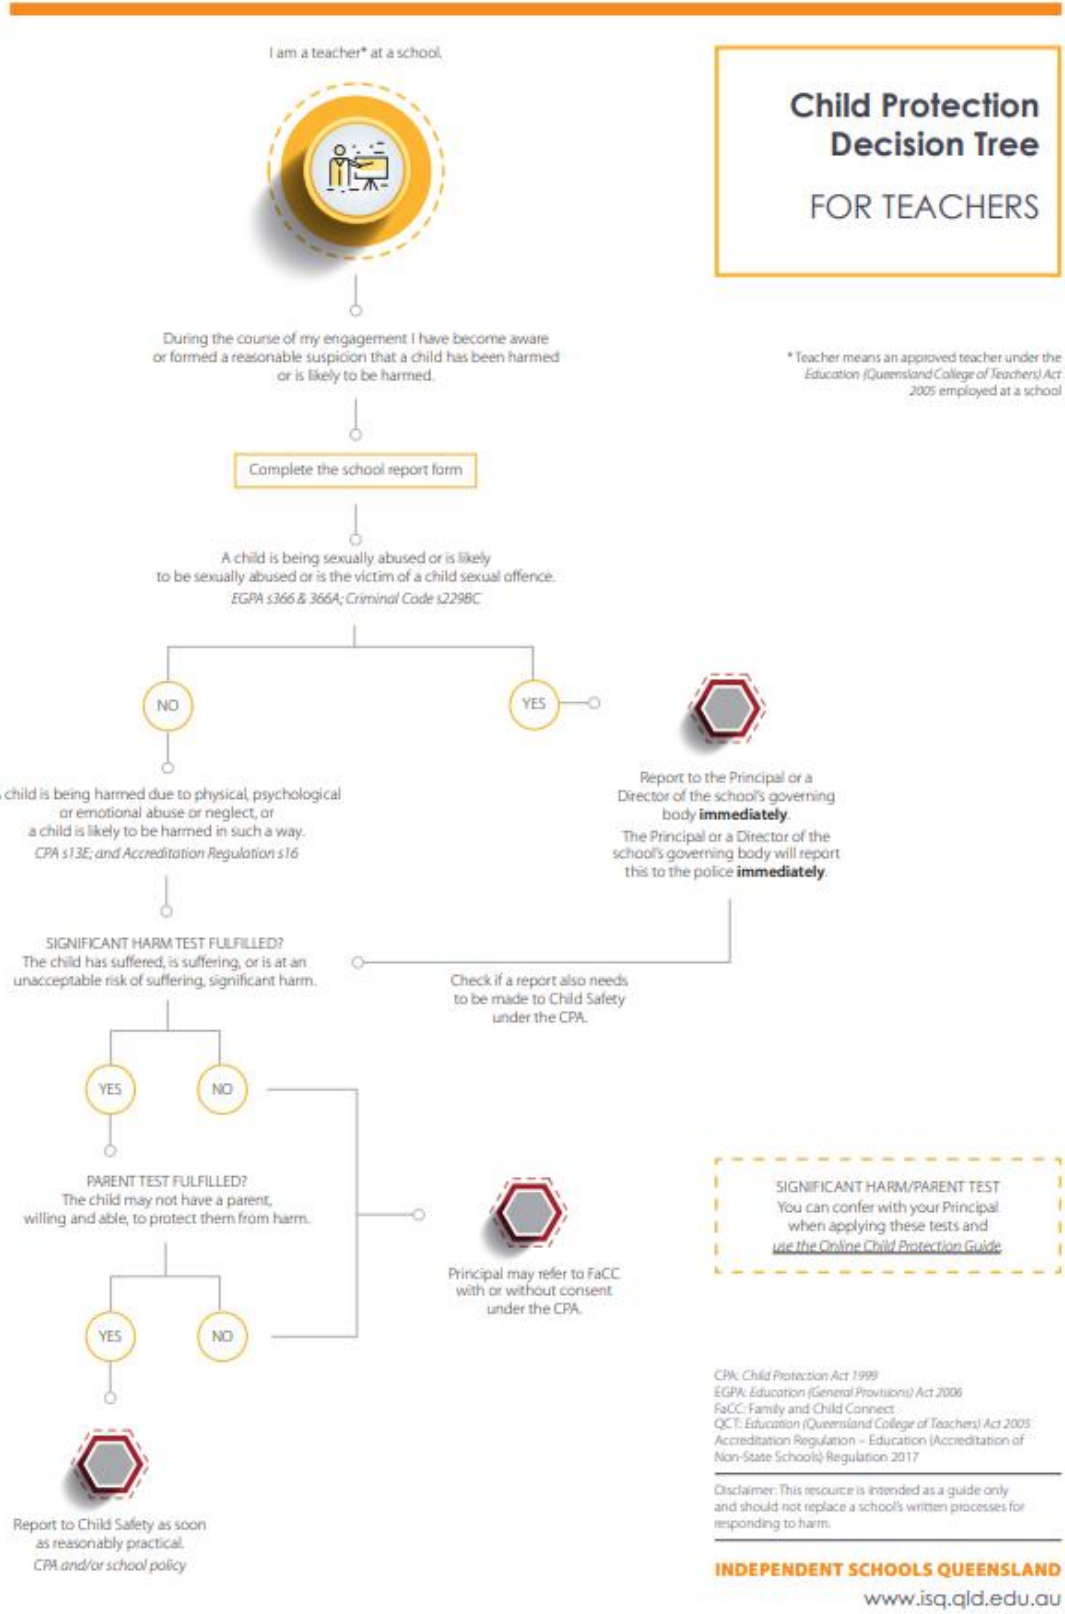 I am a teacher* at a school.
Child Protection
Decision Tree
FOR TEACHERS
During the course of my engagement I have become aware
or formed a reasonable suspicion that a child has been harmed
or is likely to be harmed.
* Teacher means an approved teacher under the
Education (Queensland College of Teachers) Act
2005 employed at a school
Complete the school report form
A child is being sexually abused or is likely
to be sexually abused or is the victim of a child sexual offence.
EGPA s366 & 366A; Criminal Code s229BC
NO
YES
child is being harmed due to physical, psychological
or emotional abuse or neglect, or
a child is likely to be harmed in such a way.
CPA s13E; and Accreditation Regulation s16
Report to the Principal or a
Director of the school's governing
body immediately.
The Principal or a Director of the
school's governing body will report
this to the police immediately.
SIGNIFICANT HARM TEST FULFILLED?
The child has suffered, is suffering, or is at an
unacceptable risk of suffering, significant harm.
Check if a report also needs
to be made to Child Safety
under the CPA.
YES
NO
PARENT TEST FULFILLED?
The child may not have a parent,
willing and able, to protect them from harm.
Principal may refer to FaCC
with or without consent
under the CPA.
SIGNIFICANT HARM/PARENT TEST
You can confer with your Principal
when applying these tests and
use the Online Child Protection Guide
YES
NO
Report to Child Safety as soon
as reasonably practical.
CPA and/or school policy
CPA: Child Protection Act 1999
EGPA: Education (General Provisions) Act 2006
FaCC: Family and Child Connect
QCT: Education (Queensland College of Teachers) Act 2005
Accreditation Regulation – Education (Accreditation of
Non-State Schools) Regulation 2017
Disclaimer: This resource is intended as a guide only
and should not replace a school's written processes for
responding to harm.
INDEPENDENT SCHOOLS QUEENSLAND
www.isq.qld.edu.au